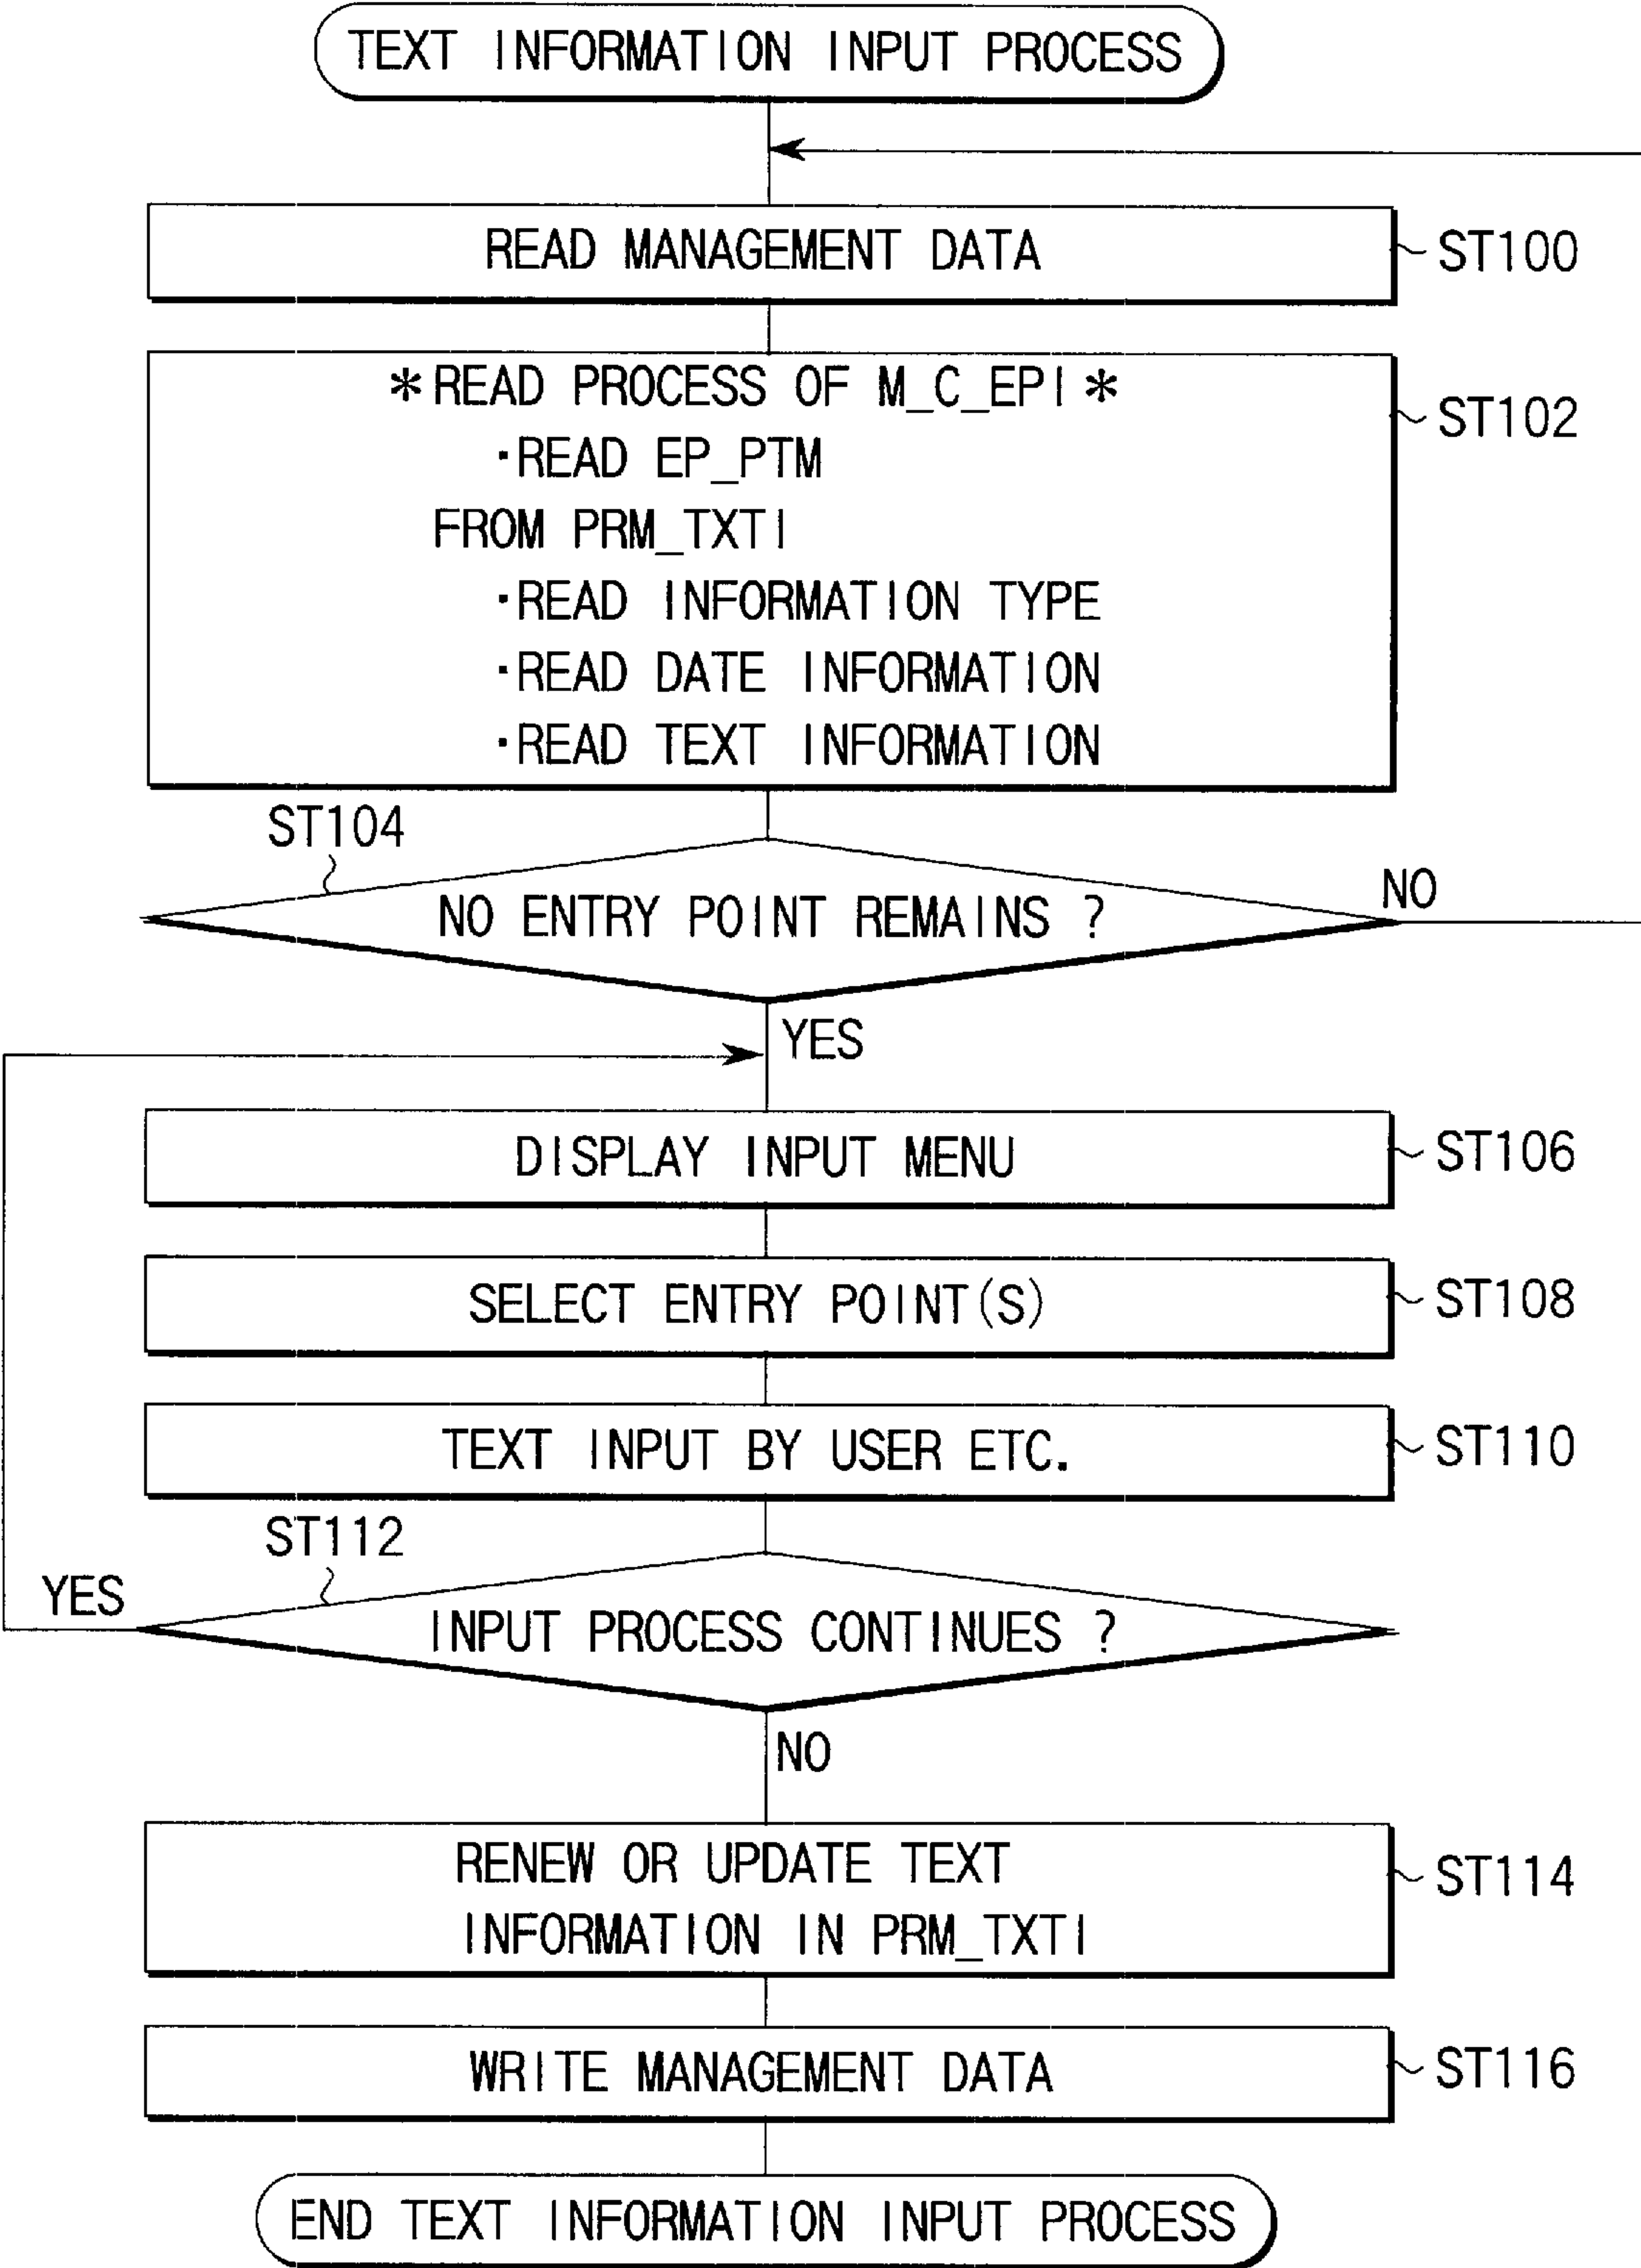 TEXT INFORMATION INPUT PROCESS
READ MANAGEMENT DATA
ST100
*READ PROCESS OF M_C_EPI*
ST102
·READ EP_PTM
FROM PRM_TXTI
·READ INFORMATION TYPE
·READ DATE INFORMATION
·READ TEXT INFORMATION
ST104
NO ENTRY POINT REMAINS ?
NO
YES
DISPLAY INPUT MENU
ST106
SELECT ENTRY POINT(S)
ST108
TEXT INPUT BY USER ETC.
ST110
ST112
YES
INPUT PROCESS CONTINUES ?
NO
RENEW OR UPDATE TEXT
INFORMATION IN PRM_TXTI
ST114
WRITE MANAGEMENT DATA
ST116
END TEXT INFORMATION INPUT PROCESS